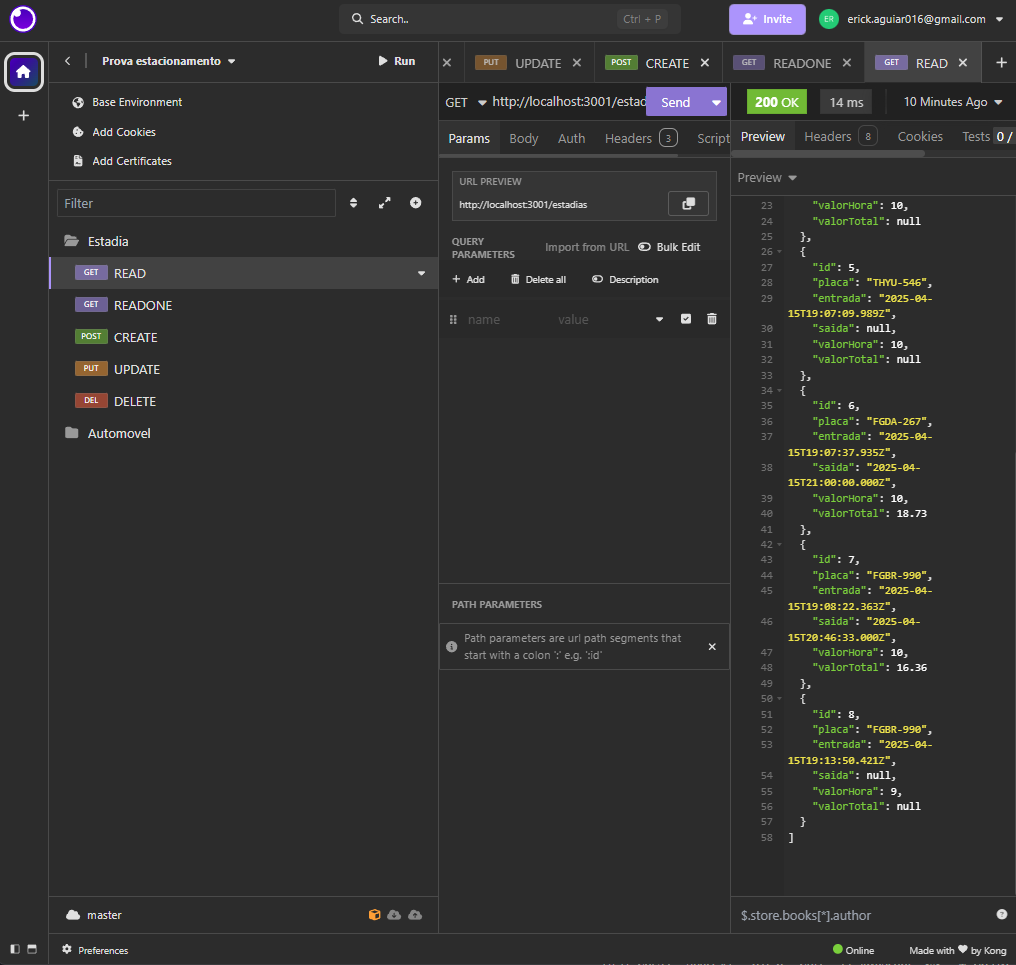 Search..
Ctrl + P
Invite
ER
erick.aguiar016@gmail.com
Prova estacionamento
Run
PUT UPDATE
POST CREATE
GET READONE
GET READ
Base Environment
Add Cookies
Add Certificates
Filter
Estadia
GET READ
GET READONE
POST CREATE
PUT UPDATE
DEL DELETE
Automovel
master
Preferences
GET
http://localhost:3001/estad
Send
Params
Body
Auth
Headers 3
Script
URL PREVIEW
http://localhost:3001/estadias
QUERY
PARAMETERS
Import from URL
Bulk Edit
Add
Delete all
Description
name
value
PATH PARAMETERS
Path parameters are url path segments that
start with a colon ':' e.g. ':id'
200 OK
14 ms
10 Minutes Ago
Preview
Headers 8
Cookies
Tests 0 /
Preview
23 "valorHora": 10,
24 "valorTotal": null
25 },
26 {
27 "id": 5,
28 "placa": "THYU-546",
29 "entrada": "2025-04-
15T19:07:09.989Z",
30 "saida": null,
31 "valorHora": 10,
32 "valorTotal": null
33 },
34 {
35 "id": 6,
36 "placa": "FGDA-267",
37 "entrada": "2025-04-
15T19:07:37.935Z",
38 "saida": "2025-04-
15T21:00:00.000Z",
39 "valorHora": 10,
40 "valorTotal": 18.73
41 },
42 {
43 "id": 7,
44 "placa": "FGBR-990",
45 "entrada": "2025-04-
15T19:08:22.363Z",
46 "saida": "2025-04-
15T20:46:33.000Z",
47 "valorHora": 10,
48 "valorTotal": 16.36
49 },
50 {
51 "id": 8,
52 "placa": "FGBR-990",
53 "entrada": "2025-04-
15T19:13:50.421Z",
54 "saida": null,
55 "valorHora": 9,
56 "valorTotal": null
57 }
58 ]
$.store.books[*].author
Online
Made with ❤ by Kong